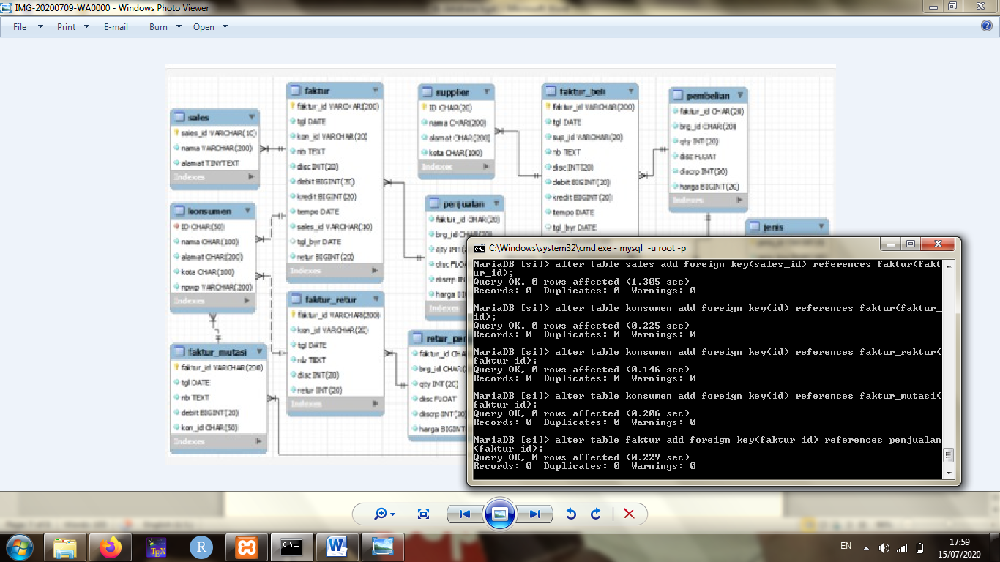 IMG-20200709-WA0000 - Windows Photo Viewer
File Print E-mail Burn Open
faktur
faktur_id VARCHAR(200)
tgl DATE
kon_id VARCHAR(20)
nb TEXT
disc INT(20)
debit BIGINT(20)
kredit BIGINT(20)
tempo DATE
sales_id VARCHAR(10)
tgl_byr DATE
retur BIGINT(20)
Indexes
supplier
ID CHAR(20)
nama CHAR(200)
alamat CHAR(200)
kota CHAR(100)
Indexes
faktur_beli
faktur_id VARCHAR(200)
tgl DATE
sup_id VARCHAR(20)
nb TEXT
disc INT(20)
debit BIGINT(20)
kredit BIGINT(20)
tempo DATE
tgl_byr DATE
pembelian
faktur_id CHAR(20)
brg_id CHAR(20)
qty INT(20)
disc FLOAT
discrp INT(20)
harga BIGINT(20)
Indexes
sales
sales_id VARCHAR(10)
nama VARCHAR(200)
alamat TINYTEXT
Indexes
konsumen
ID CHAR(50)
nama CHAR(100)
alamat CHAR(200)
kota CHAR(100)
npwp VARCHAR(200)
Indexes
penjualan
faktur_id CHAR(20)
brg_id CHAR(20)
qty INT(
disc FLO
discrp
harga BI
Indexes
jenis
faktur_retur
faktur_id VARCHAR(200)
kon_id VARCHAR(20)
tgl DATE
nb TEXT
disc INT(20)
retur INT(20)
Indexes
retur_pen
faktur_id CHA
brg_id CHAR
qty INT(20)
disc FLOAT
discrp INT(20)
harga BIGINT
faktur_mutasi
faktur_id VARCHAR(200)
tgl DATE
nb TEXT
debit BIGINT(20)
kon_id CHAR(50)
Indexes
C:\Windows\system32\cmd.exe - mysql -u root -p
MariaDB [sil]> alter table sales add foreign key(sales_id) references faktur(fakt
ur_id);
Query OK, 0 rows affected (1.305 sec)
Records: 0 Duplicates: 0 Warnings: 0
MariaDB [sil]> alter table konsumen add foreign key(id) references faktur(faktur_
id);
Query OK, 0 rows affected (0.225 sec)
Records: 0 Duplicates: 0 Warnings: 0
MariaDB [sil]> alter table konsumen add foreign key(id) references faktur_rektur(
faktur_id);
Query OK, 0 rows affected (0.146 sec)
Records: 0 Duplicates: 0 Warnings: 0
MariaDB [sil]> alter table konsumen add foreign key(id) references faktur_mutasi(
faktur_id);
Query OK, 0 rows affected (0.206 sec)
Records: 0 Duplicates: 0 Warnings: 0
MariaDB [sil]> alter table faktur add foreign key(faktur_id) references penjualan
(faktur_id);
Query OK, 0 rows affected (0.229 sec)
Records: 0 Duplicates: 0 Warnings: 0
TEX
R
W
EN
17:59
15/07/2020